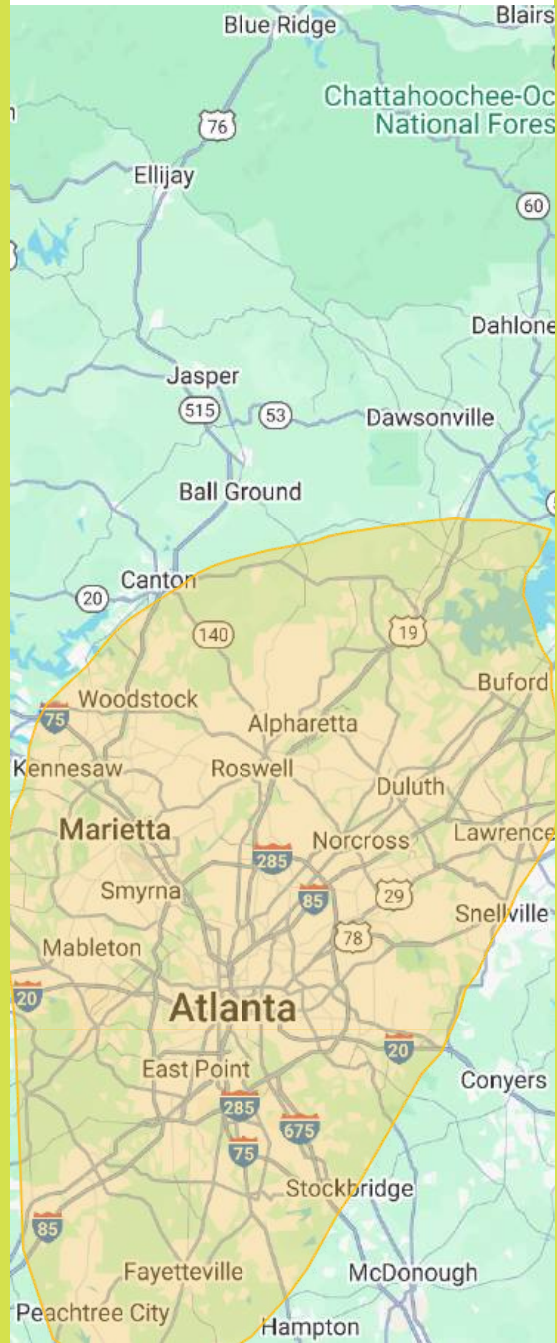 Blairs
Blue Ridge
Chattahoochee-Oc
National Fores
76
Ellijay
60
Dahlone
Jasper
515
53
Dawsonville
Ball Ground
Canton
20
140
19
Buford
Woodstock
75
Alpharetta
Kennesaw
Roswell
Duluth
Marietta
Norcross
Lawrence
285
85
29
Smyrna
Snellville
78
Mableton
20
Atlanta
20
East Point
Conyers
285
675
75
Stockbridge
85
Fayetteville
McDonough
Peachtree City
Hampton